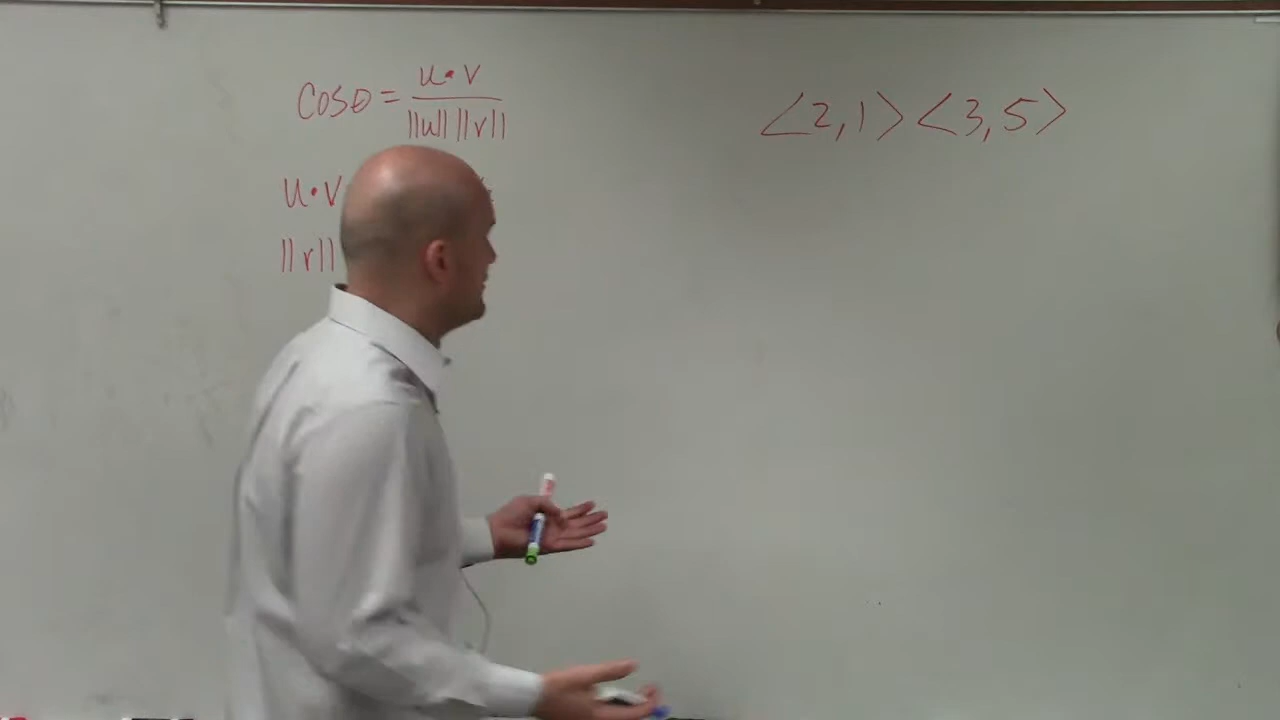 cosθ = u·v / ||u|| ||v||
u·v
||v||
<2,1> <3,5>